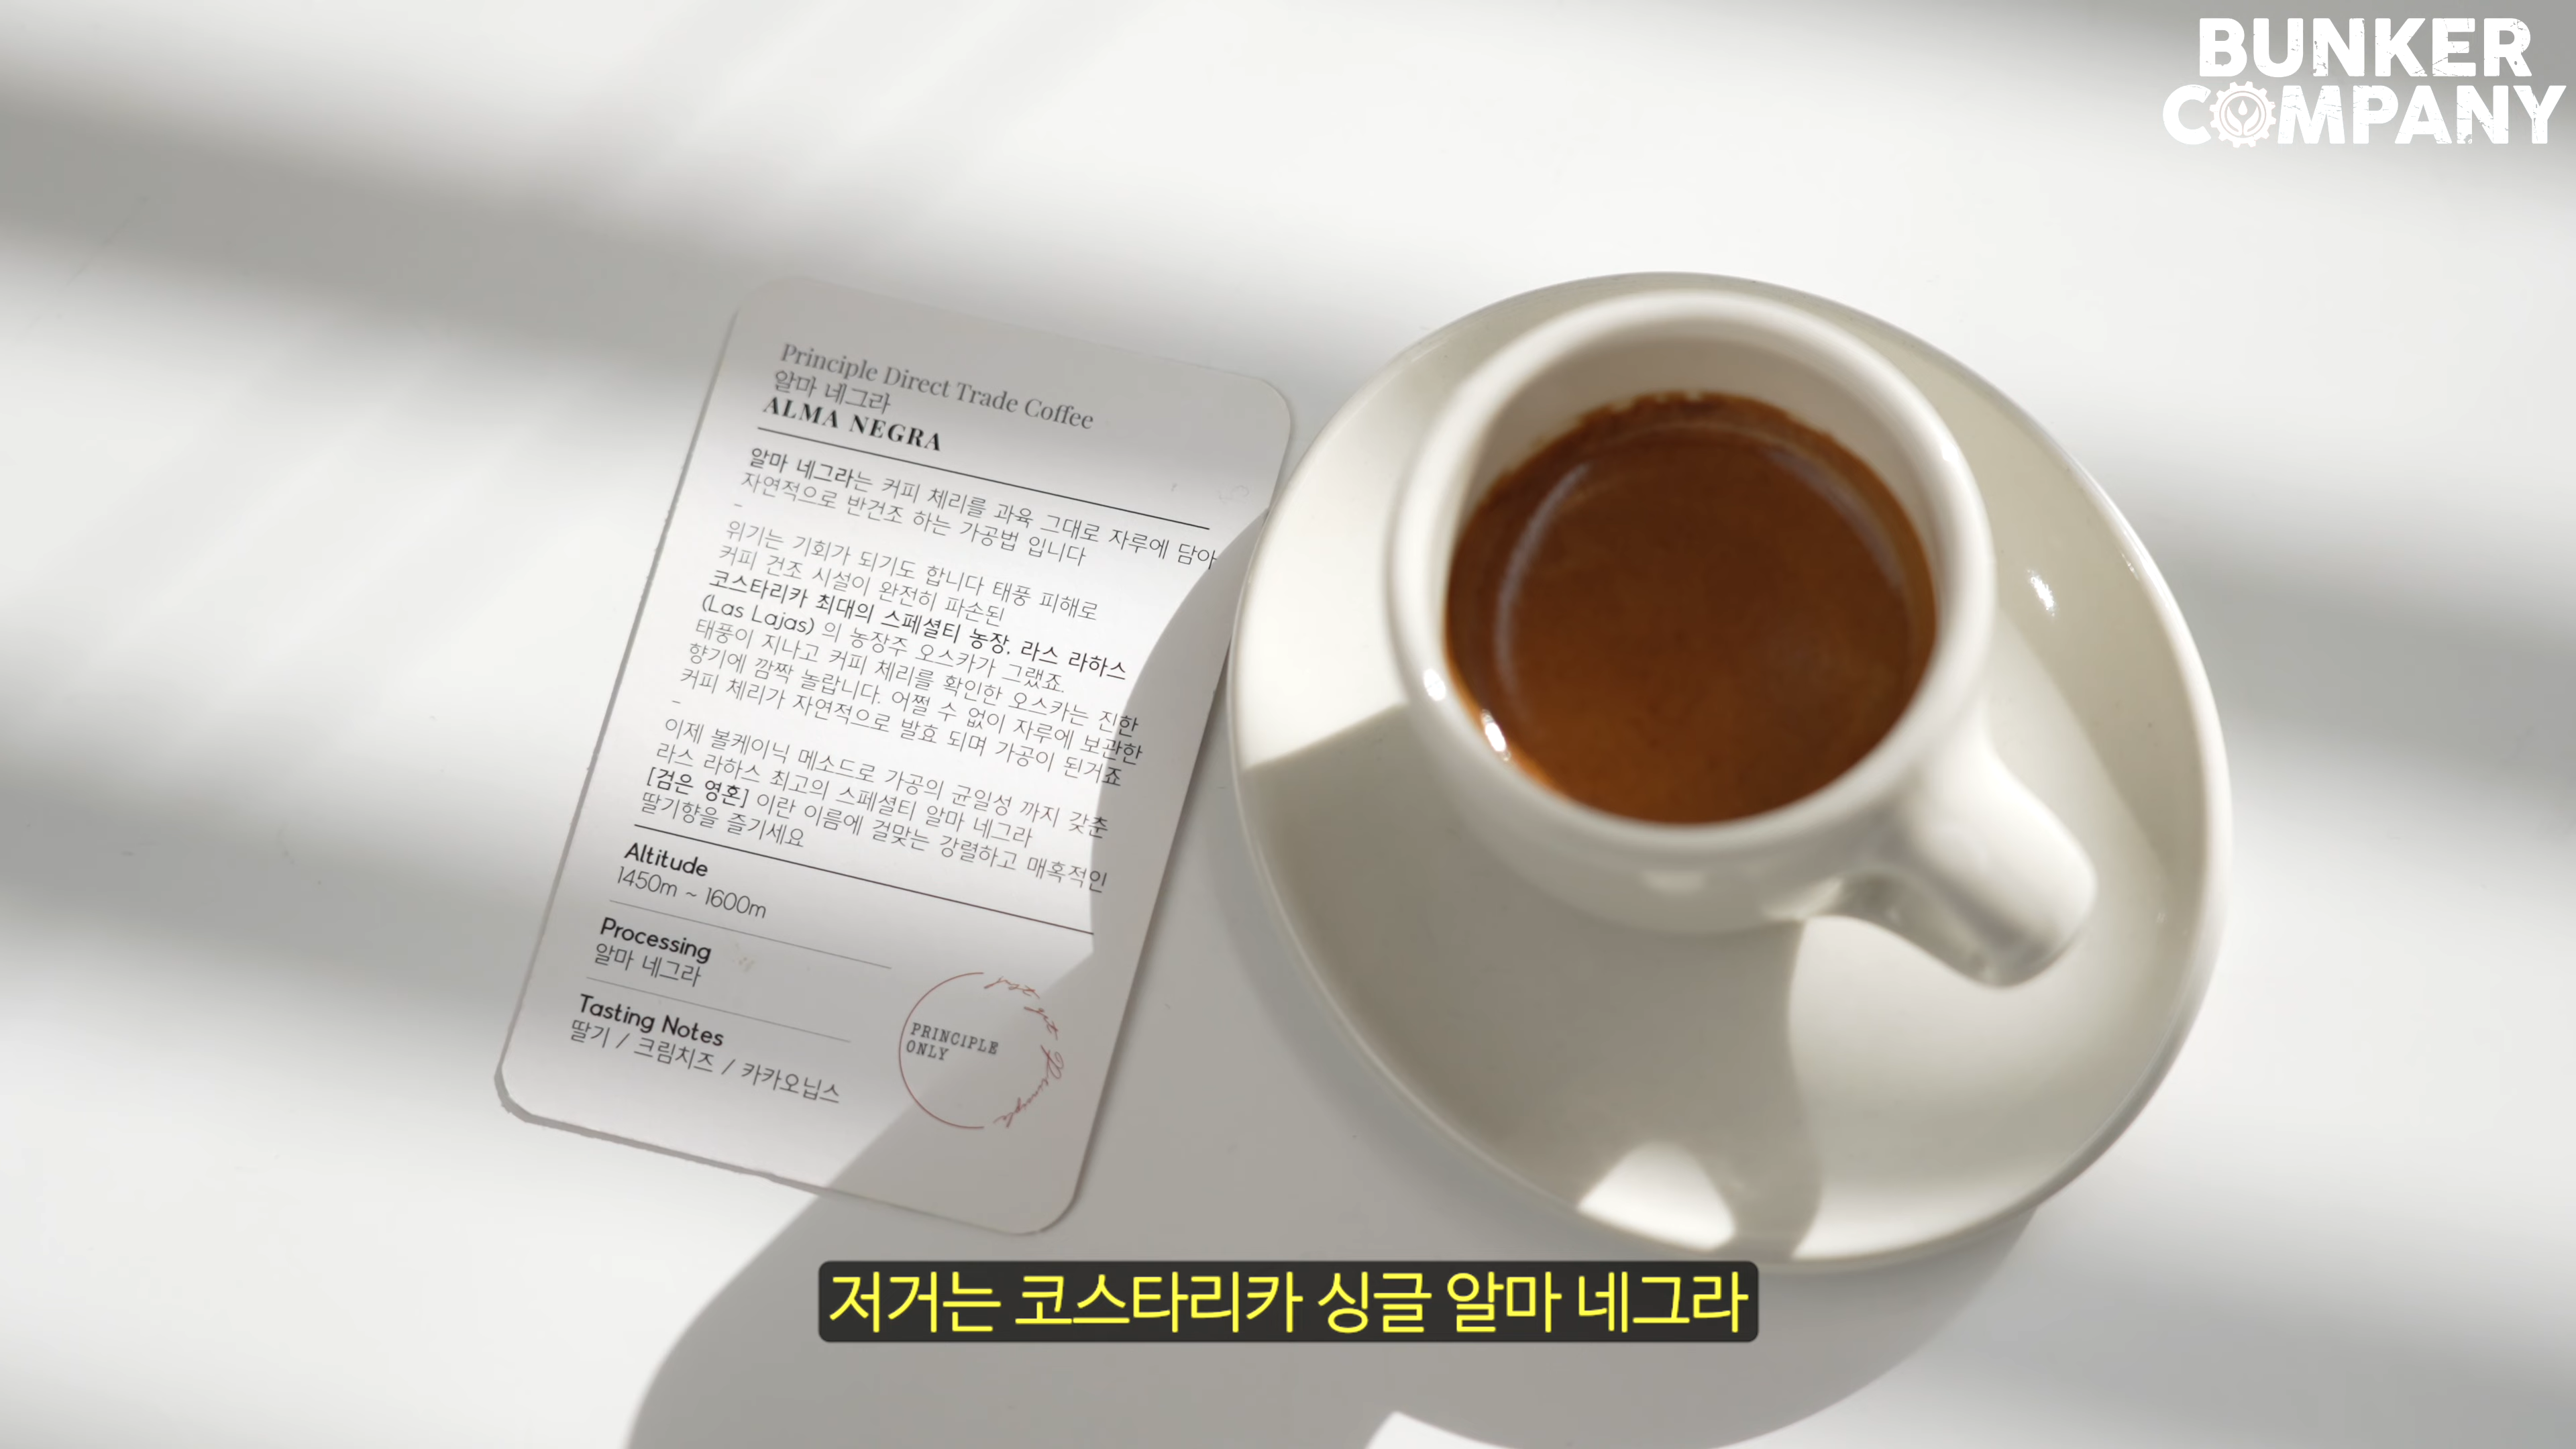 BUNKER
COMPANY
Principle Direct Trade Coffee
알마 네그라
ALMA NEGRA
알마 네그라는 커피 체리를 과육 그대로 자루에 담아
자연적으로 반건조 하는 가공법 입니다
-
위기는 기회가 되기도 합니다 태풍 피해로
커피 건조 시설이 완전히 파손된
코스타리카 최대의 스페셜티 농장, 라스 라하스
(Las Lajas) 의 농장주 오스카가 그랬죠.
태풍이 지나고 커피 체리를 확인한 오스카는 진한
향기에 깜짝 놀랍니다. 어쩔 수 없이 자루에 보관한
커피 체리가 자연적으로 발효 되며 가공이 된거죠
-
이제 볼케이닉 메소드로 가공의 균일성 까지 갖춘
라스 라하스 최고의 스페셜티 알마 네그라
[검은 영혼] 이란 이름에 걸맞는 강렬하고 매혹적인
딸기향을 즐기세요
Altitude
1450m ~ 1600m
Processing
알마 네그라
Tasting Notes
딸기 / 크림치즈 / 카카오닙스
PRINCIPLE
ONLY
저거는 코스타리카 싱글 알마 네그라